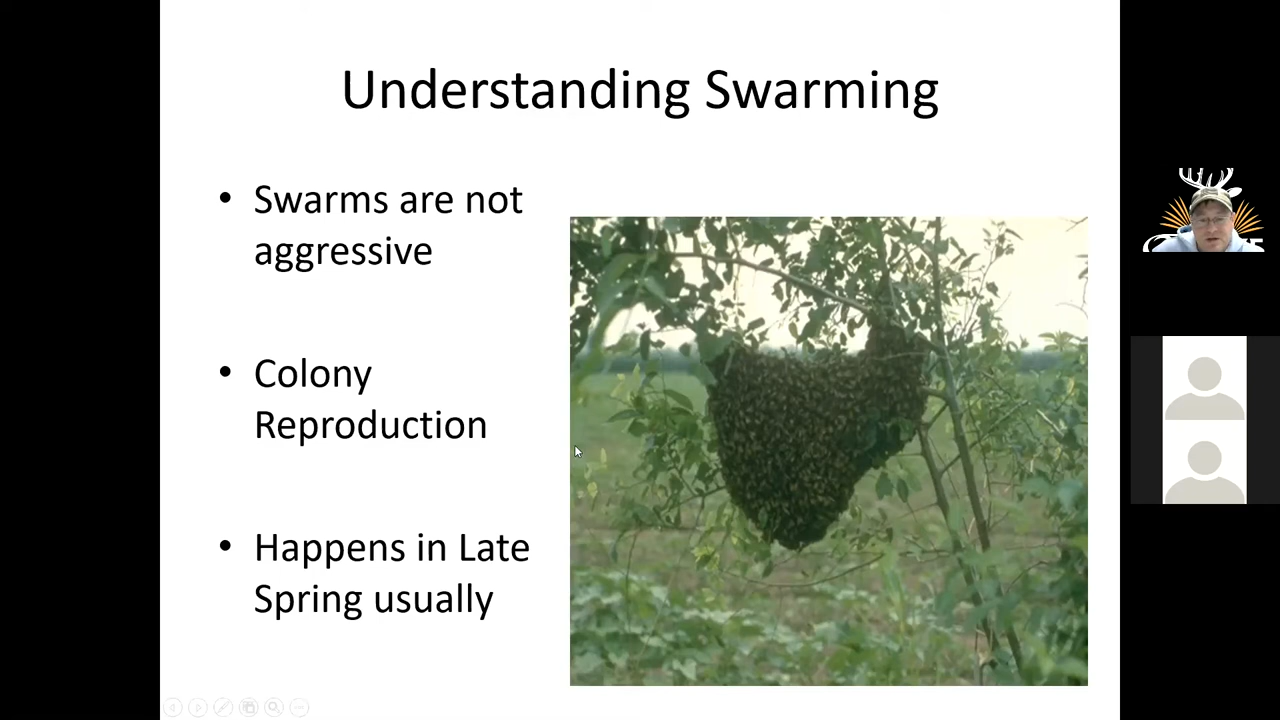 Understanding Swarming
• Swarms are not
aggressive
• Colony
Reproduction
• Happens in Late
Spring usually